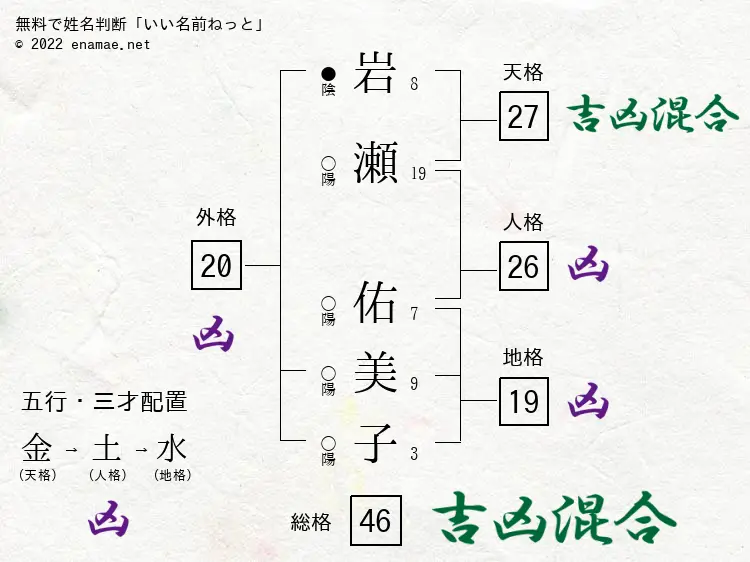 無料で姓名判断「いい名前ねっと」
© 2022 enamae.net
●陰 岩 8
○陽 瀬 19
○陽 佑 7
○陽 美 9
○陽 子 3
天格
27 吉凶混合
人格
26 凶
地格
19 凶
外格
20
凶
五行・三才配置
金→土→水
(天格) (人格) (地格)
凶
総格 46 吉凶混合